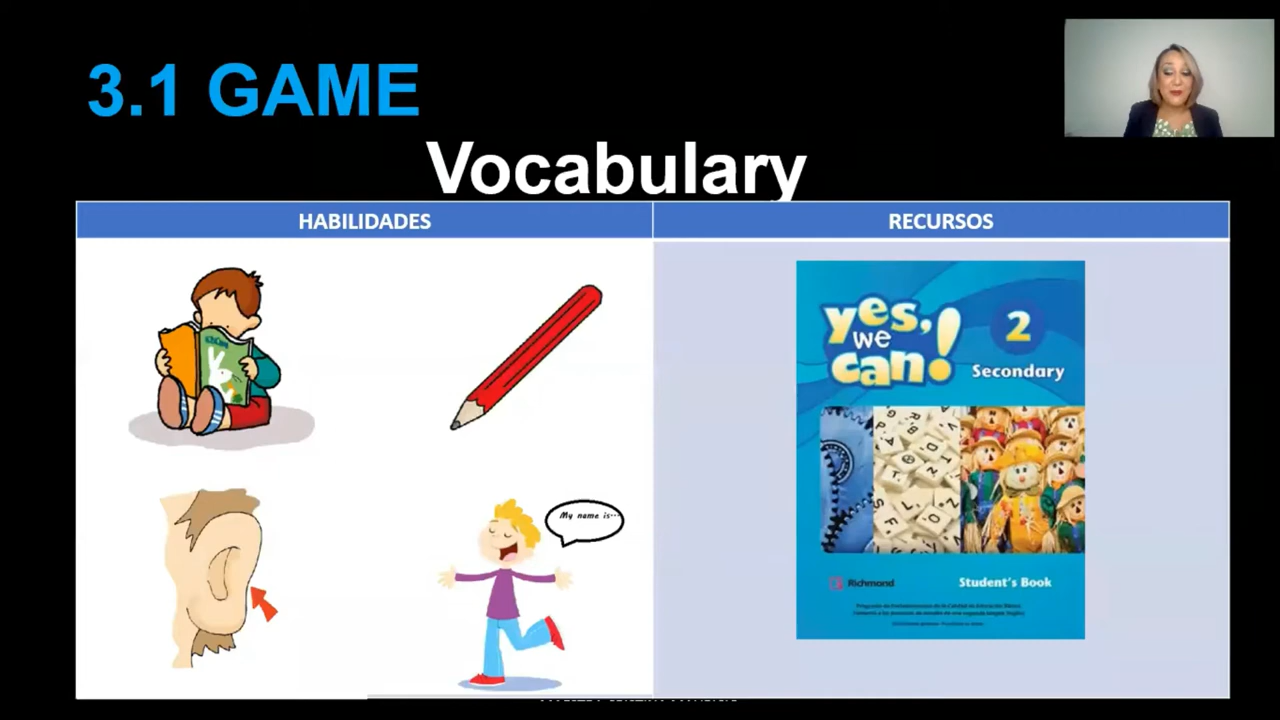 3.1 GAME
Vocabulary
HABILIDADES
RECURSOS
yes,
we
can!
2
Secondary
My name is...
Richmond
Student's Book